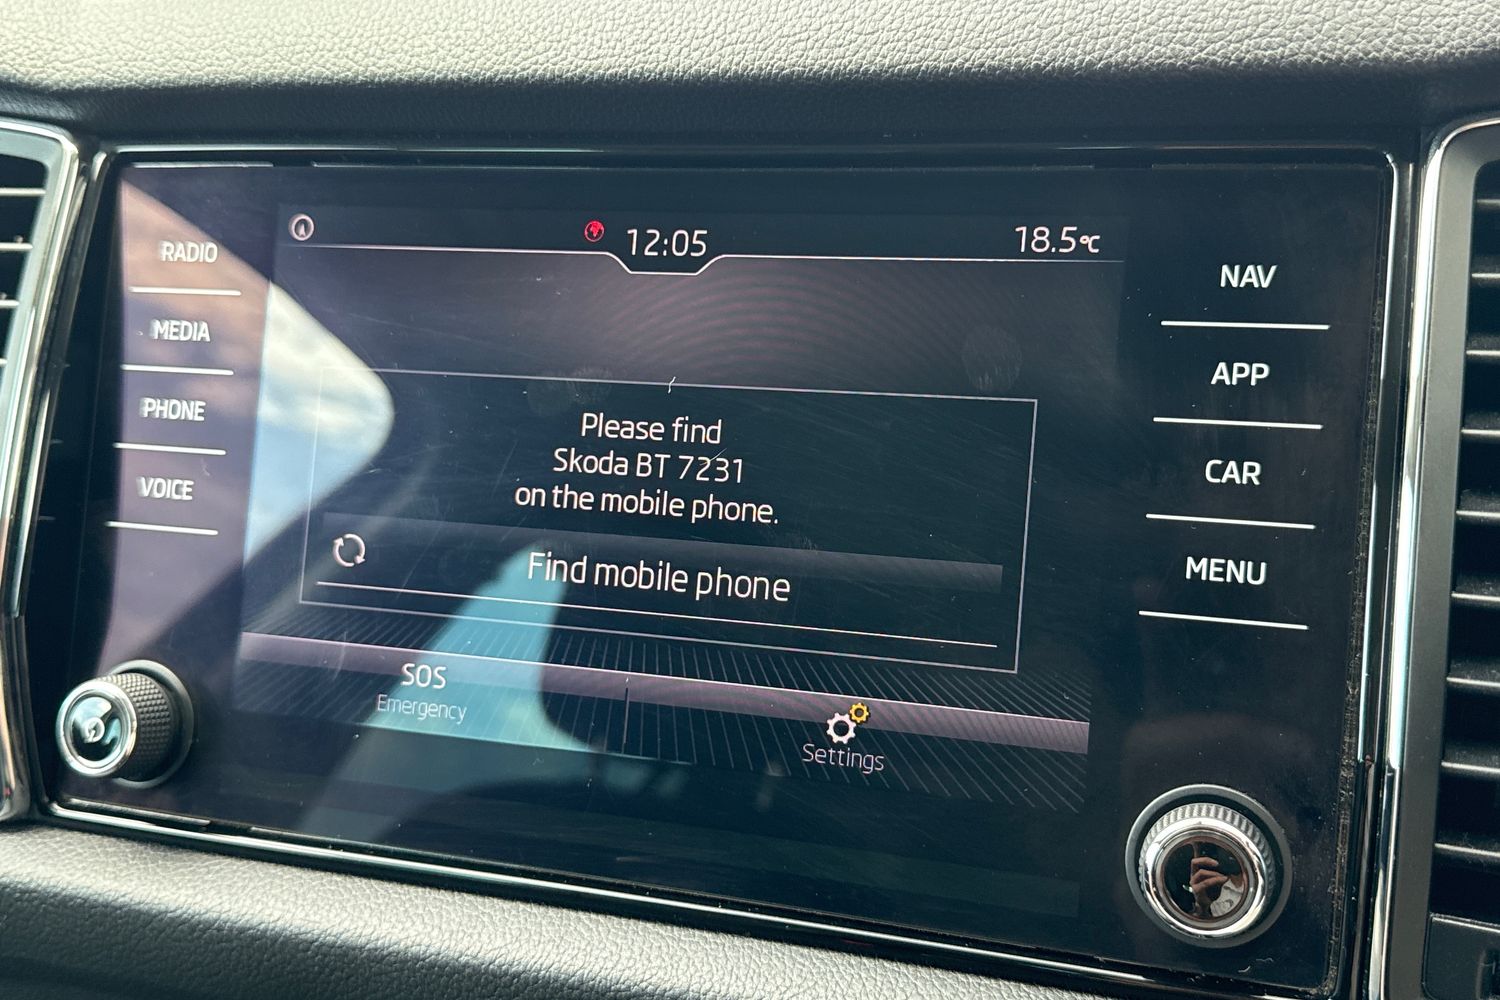 RADIO
MEDIA
PHONE
VOICE
12:05
18.5°C
Please find
Skoda BT 7231
on the mobile phone.
Find mobile phone
SOS
Emergency
Settings
NAV
APP
CAR
MENU